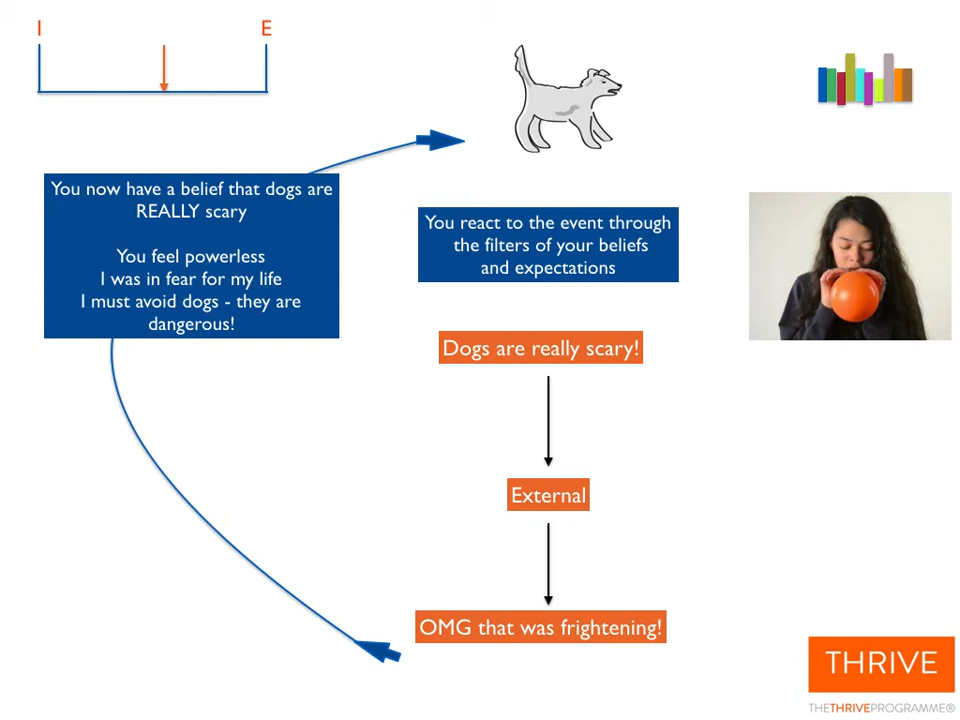 I
E
You now have a belief that dogs are
REALLY scary
You feel powerless
I was in fear for my life
I must avoid dogs - they are
dangerous!
You react to the event through
the filters of your beliefs
and expectations
Dogs are really scary!
External
OMG that was frightening!
THRIVE
THETHRIVEPROGRAMME®